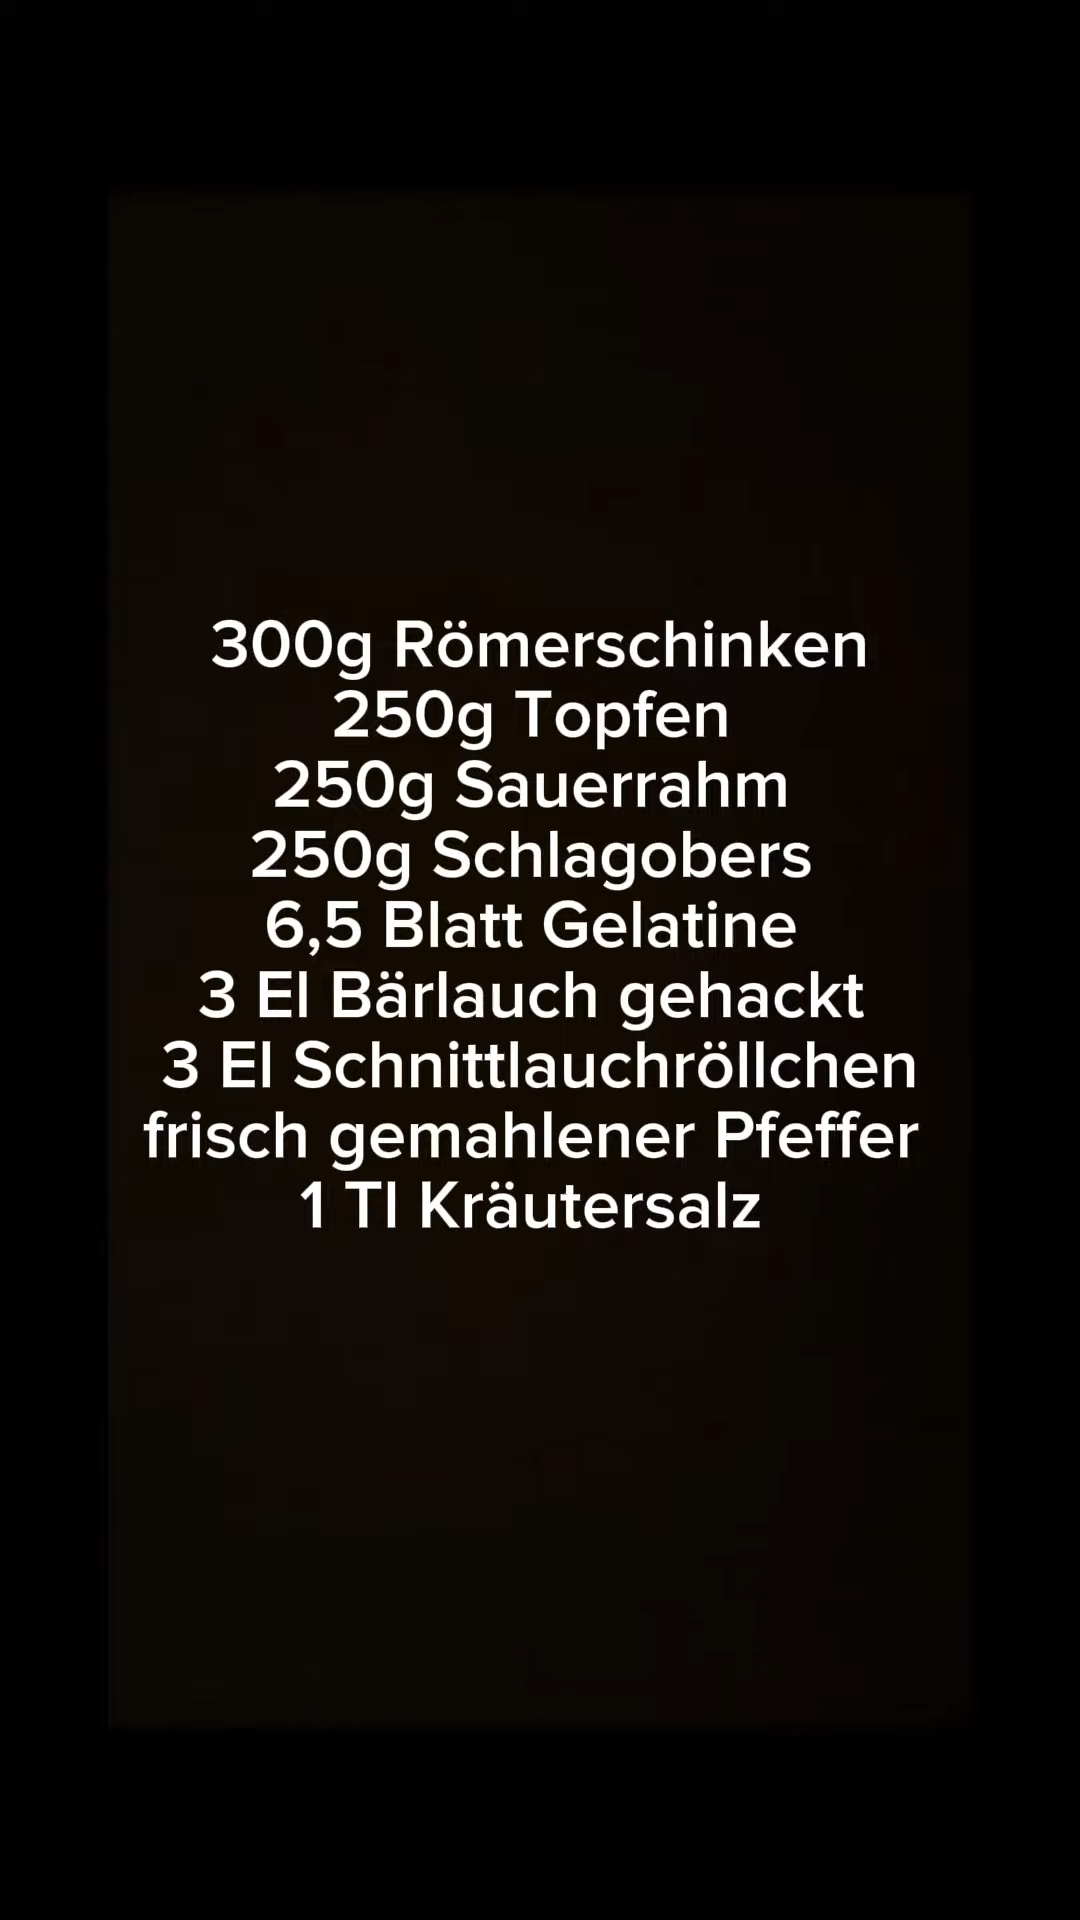 300g Römerschinken
250g Topfen
250g Sauerrahm
250g Schlagobers
6,5 Blatt Gelatine
3 El Bärlauch gehackt
3 El Schnittlauchröllchen
frisch gemahlener Pfeffer
1 Tl Kräutersalz